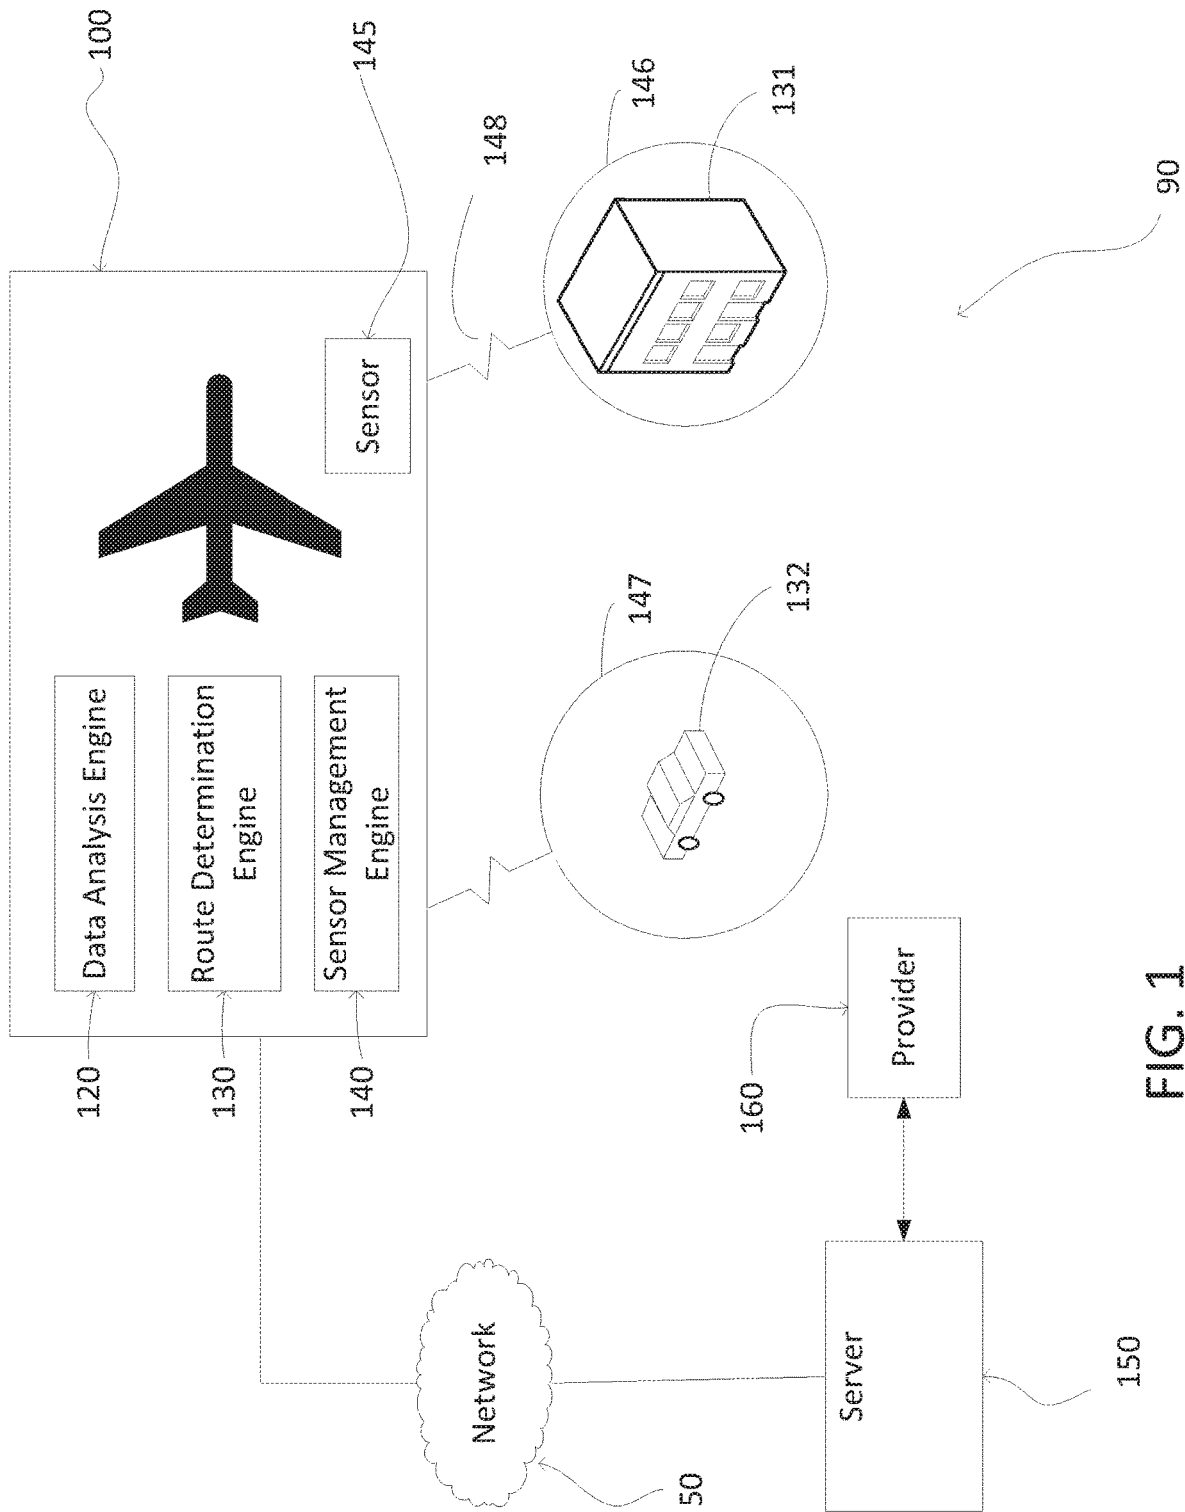 100
145
120
Data Analysis Engine
130
Route Determination
Engine
140
Sensor Management
Engine
Sensor
148
146
131
147
132
Network
50
160
Provider
Server
150
90
FIG. 1